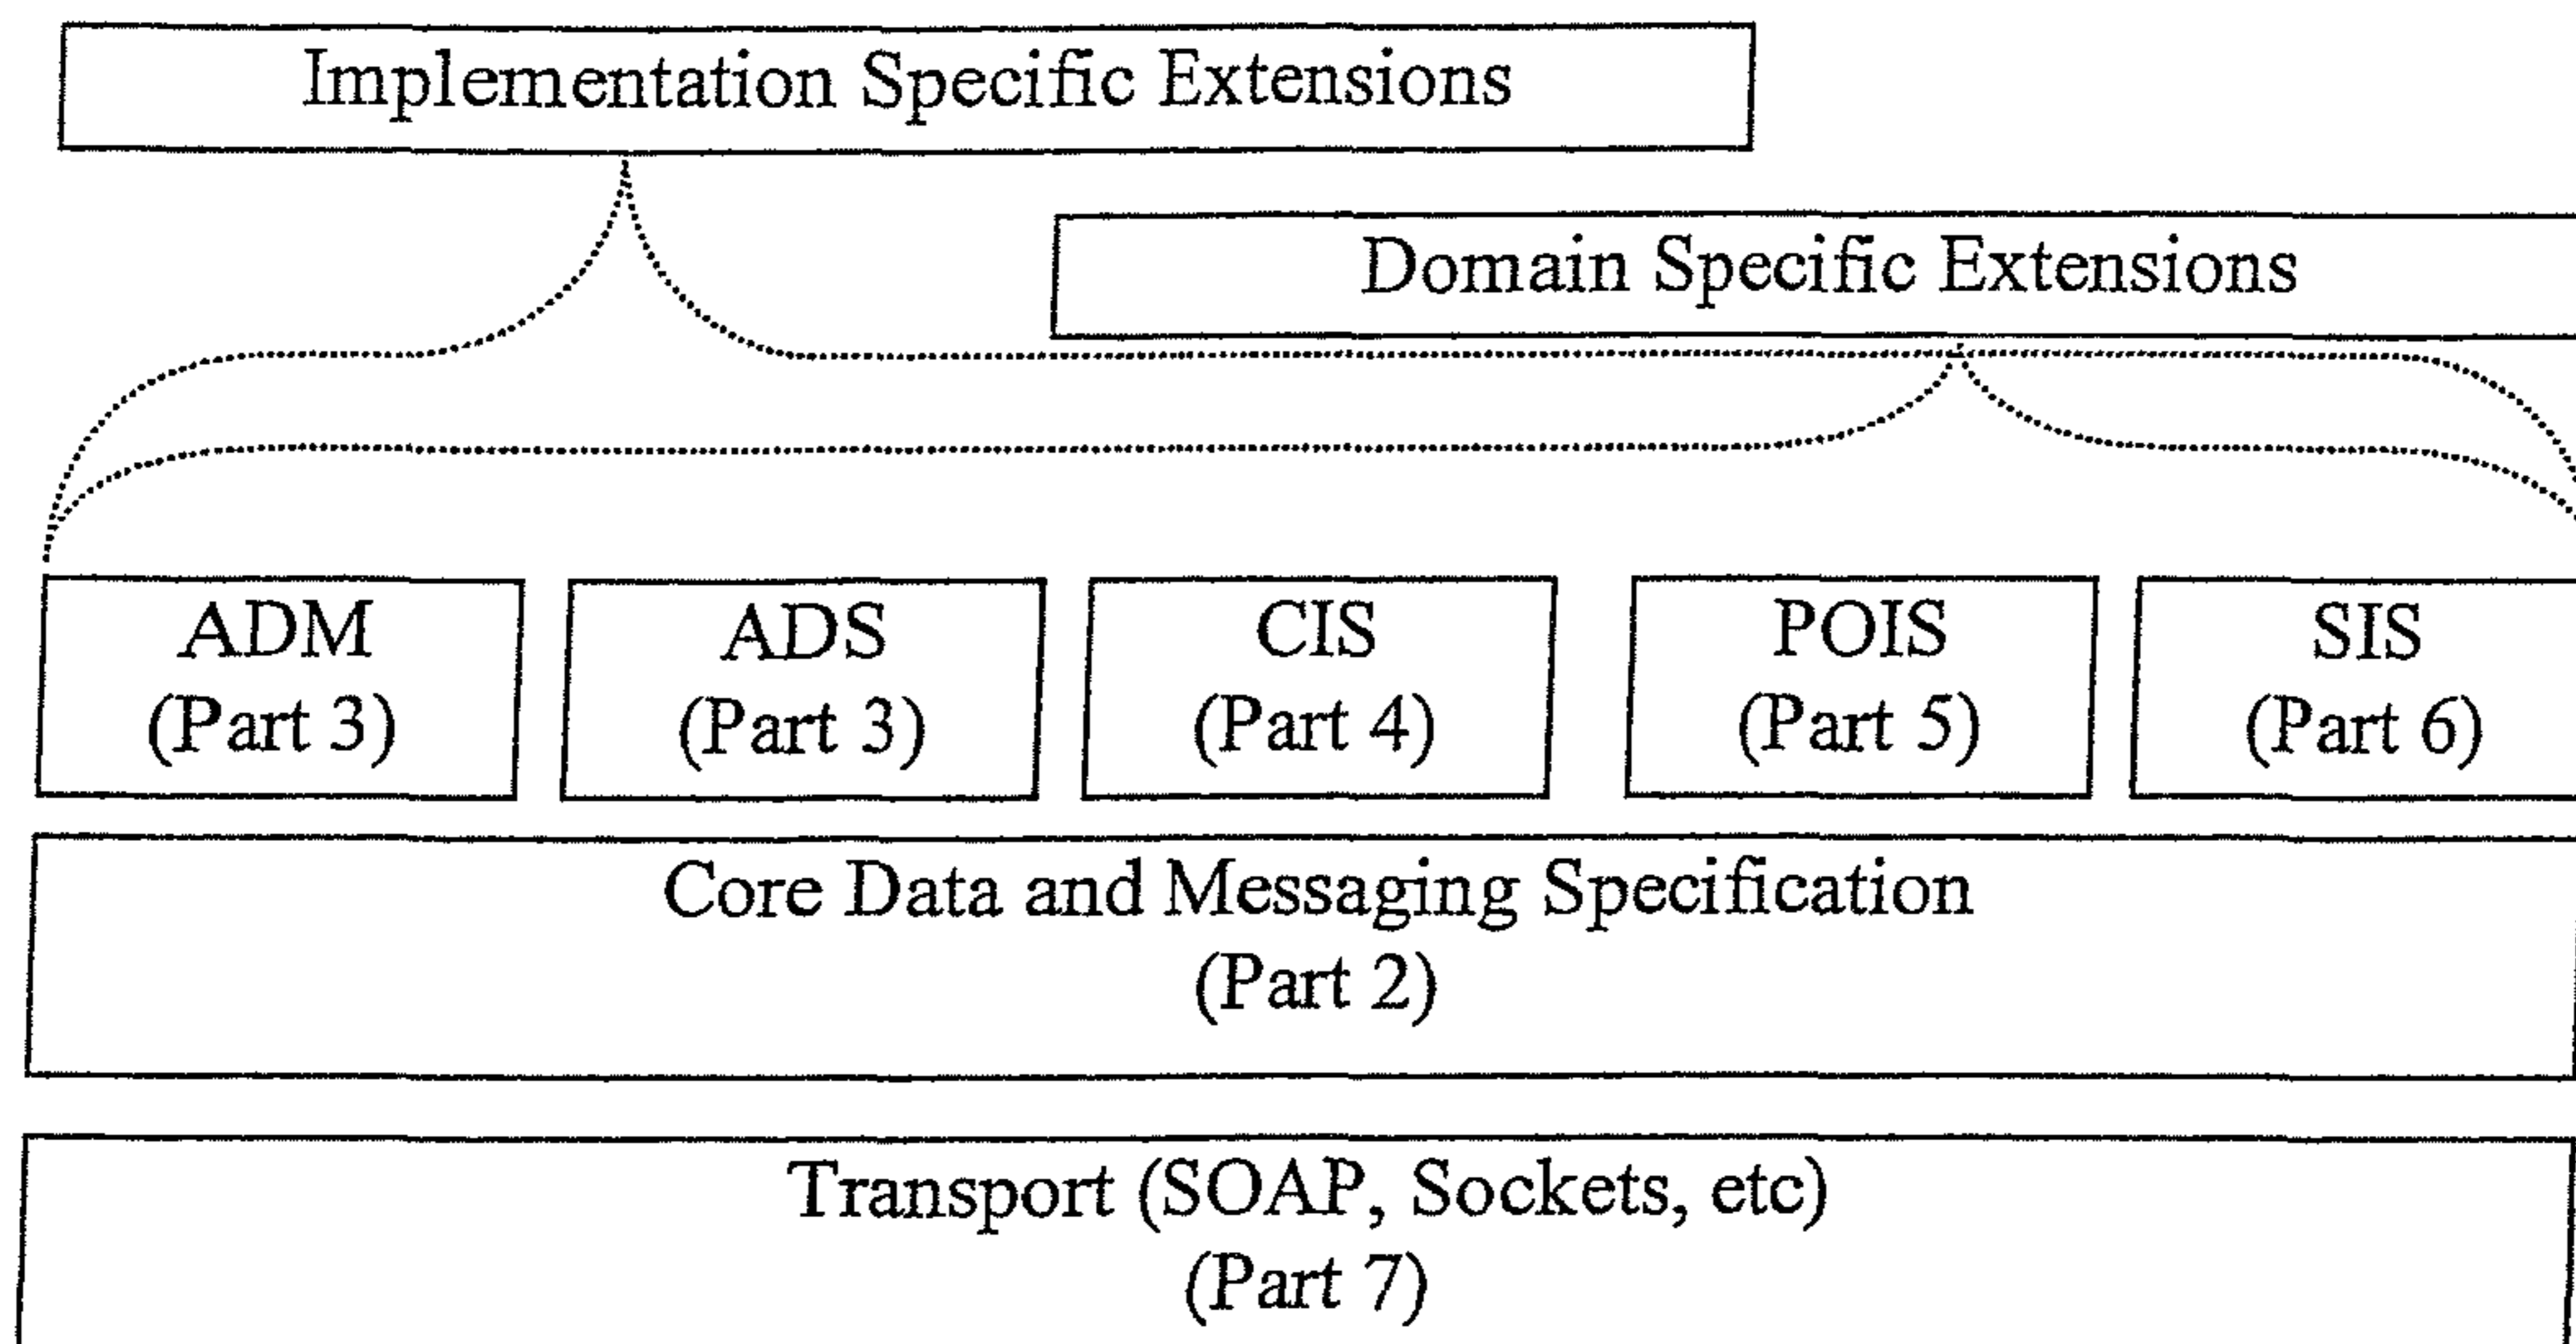 Implementation Specific Extensions
Domain Specific Extensions
ADM
(Part 3)
ADS
(Part 3)
CIS
(Part 4)
POIS
(Part 5)
SIS
(Part 6)
Core Data and Messaging Specification
(Part 2)
Transport (SOAP, Sockets, etc)
(Part 7)